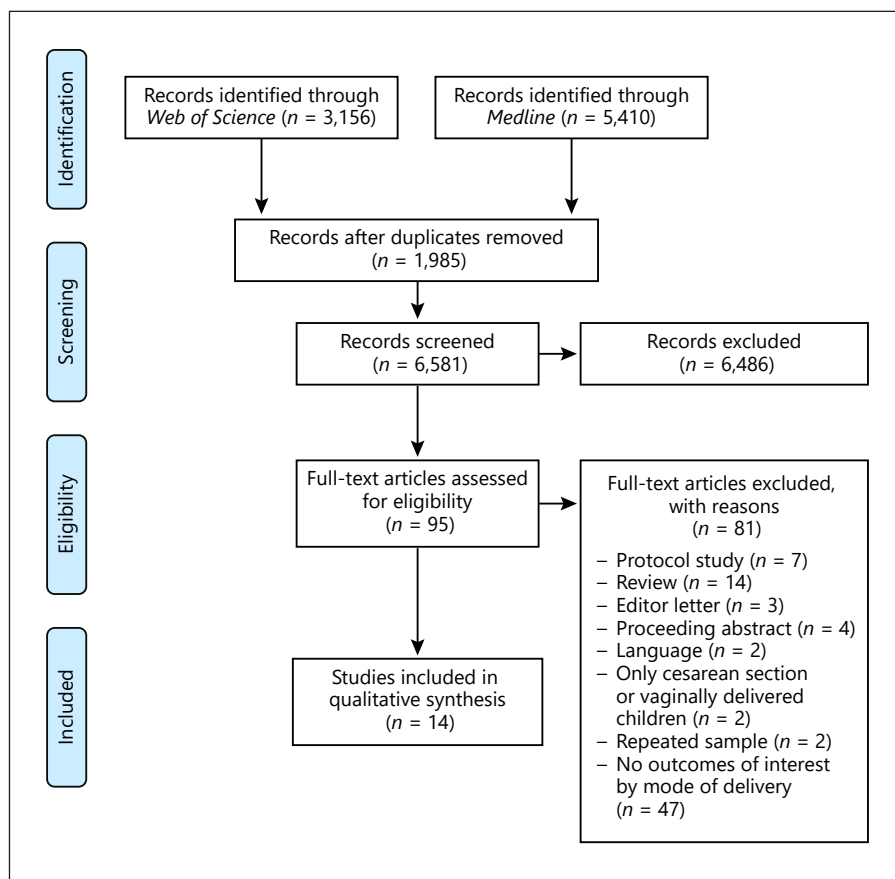 Identification
Records identified through
Web of Science (n = 3,156)
Records identified through
Medline (n = 5,410)
Records after duplicates removed
(n = 1,985)
Screening
Records screened
(n = 6,581)
Records excluded
(n = 6,486)
Eligibility
Full-text articles assessed
for eligibility
(n = 95)
Full-text articles excluded,
with reasons
(n = 81)
– Protocol study (n = 7)
– Review (n = 14)
– Editor letter (n = 3)
– Proceeding abstract (n = 4)
– Language (n = 2)
– Only cesarean section
or vaginally delivered
children (n = 2)
– Repeated sample (n = 2)
– No outcomes of interest
by mode of delivery
(n = 47)
Included
Studies included in
qualitative synthesis
(n = 14)